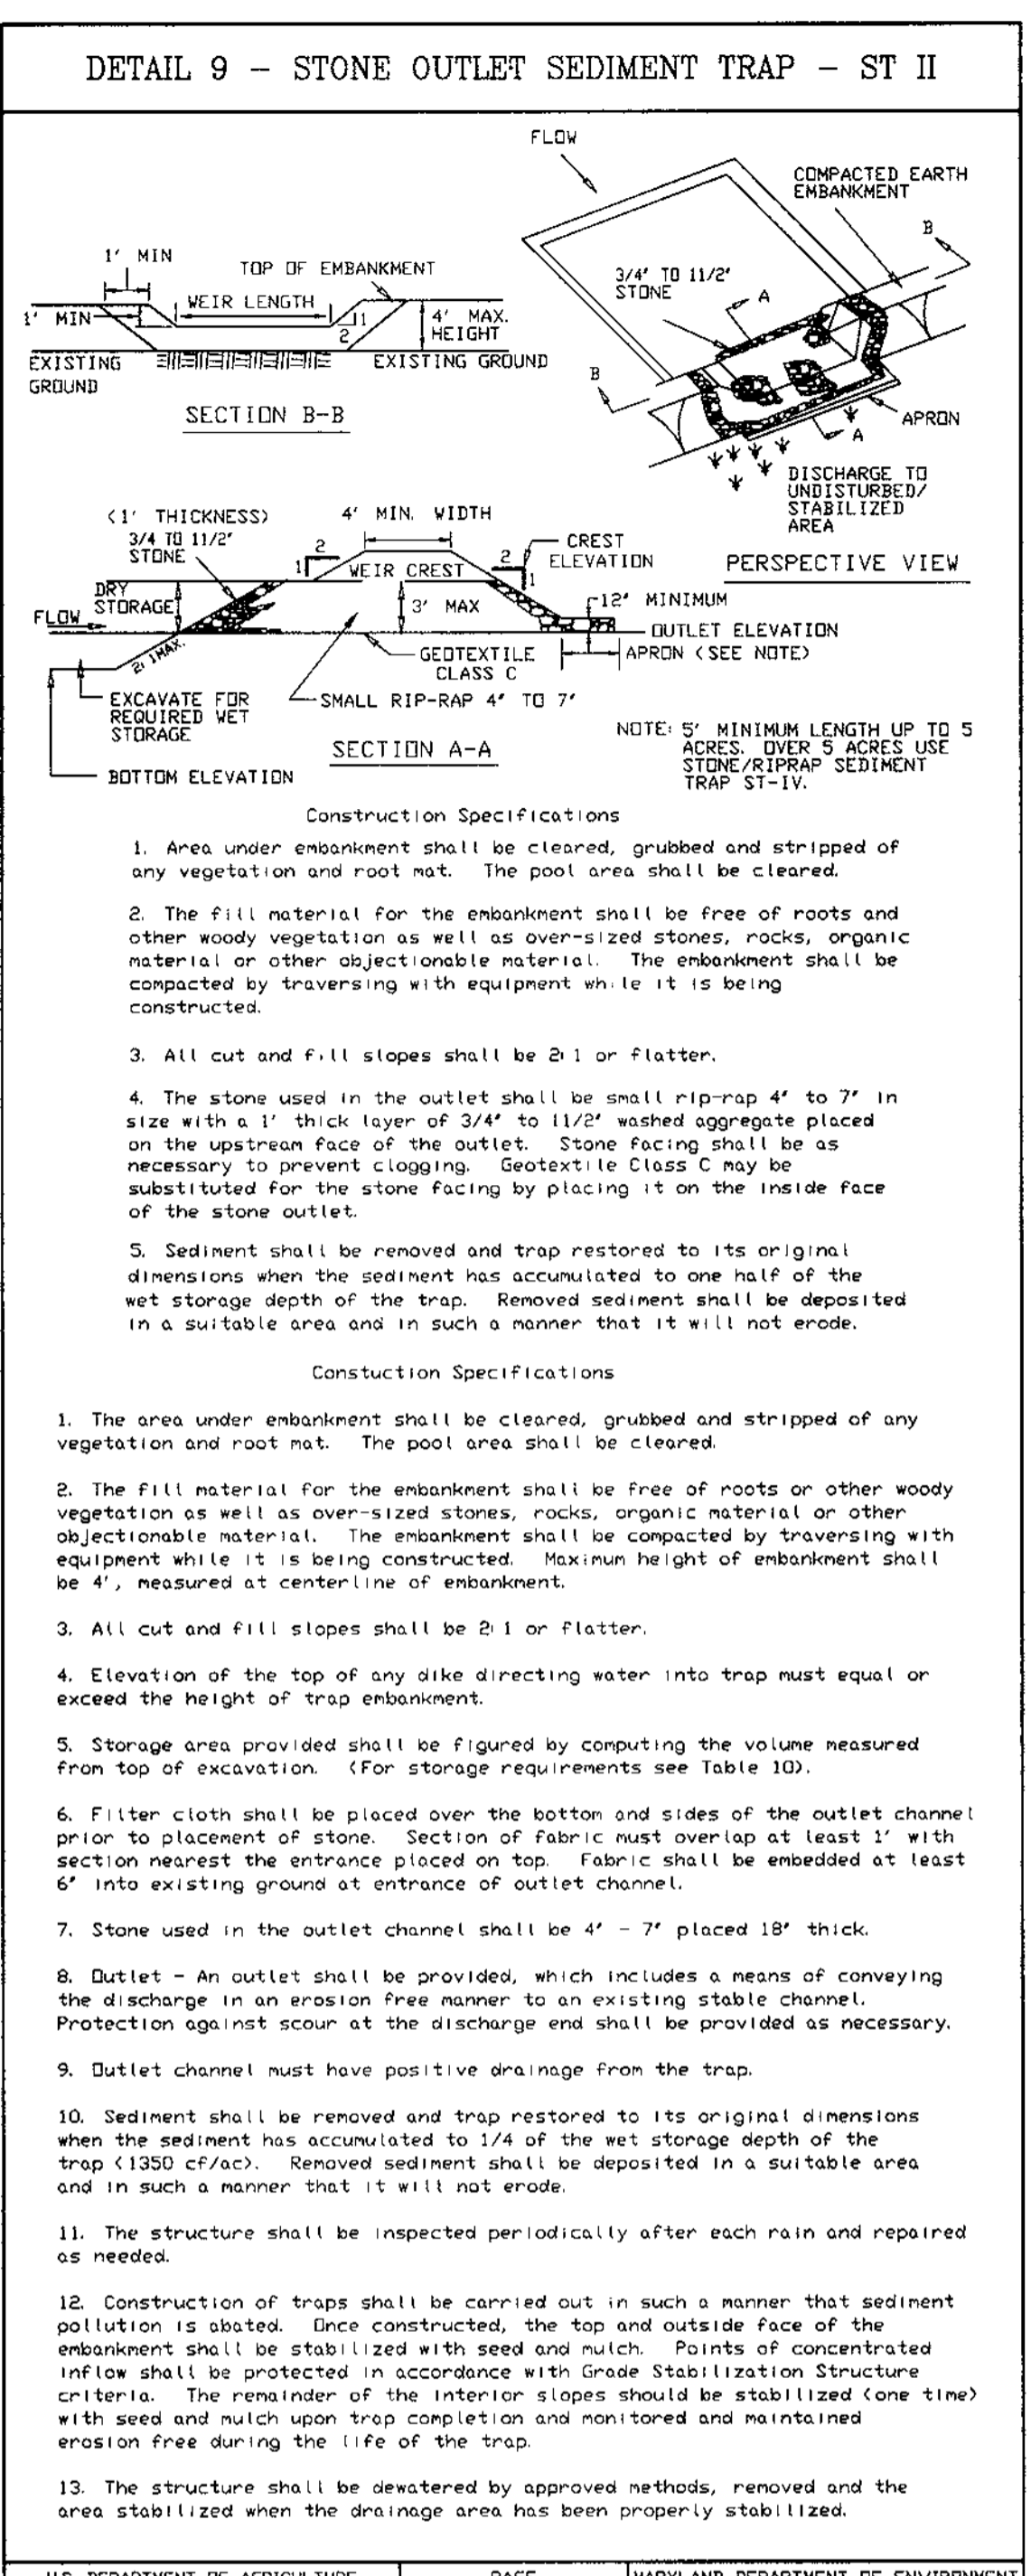 DETAIL 9 - STONE OUTLET SEDIMENT TRAP - ST II
FLOW
COMPACTED EARTH
EMBANKMENT
B
3/4" TO 11/2"
STONE
A
B
A
APRON
DISCHARGE TO
UNDISTURBED/
STABILIZED
AREA
PERSPECTIVE VIEW
1' MIN
TOP OF EMBANKMENT
WEIR LENGTH
1' MIN
1
2
4' MAX.
HEIGHT
EXISTING
GROUND
EXISTING GROUND
SECTION B-B
(1' THICKNESS)
3/4 TO 11/2"
STONE
4' MIN. WIDTH
2
1
2
1
CREST
ELEVATION
WEIR CREST
DRY
STORAGE
FLOW
3' MAX
12" MINIMUM
OUTLET ELEVATION
2:1 MAX.
GEOTEXTILE
CLASS C
APRON (SEE NOTE)
EXCAVATE FOR
REQUIRED WET
STORAGE
SMALL RIP-RAP 4" TO 7"
SECTION A-A
BOTTOM ELEVATION
NOTE: 5' MINIMUM LENGTH UP TO 5
ACRES. OVER 5 ACRES USE
STONE/RIPRAP SEDIMENT
TRAP ST-IV.
Construction Specifications
1. Area under embankment shall be cleared, grubbed and stripped of
any vegetation and root mat. The pool area shall be cleared.
2. The fill material for the embankment shall be free of roots and
other woody vegetation as well as over-sized stones, rocks, organic
material or other objectionable material. The embankment shall be
compacted by traversing with equipment while it is being
constructed.
3. All cut and fill slopes shall be 2:1 or flatter.
4. The stone used in the outlet shall be small rip-rap 4" to 7" in
size with a 1' thick layer of 3/4" to 11/2" washed aggregate placed
on the upstream face of the outlet. Stone facing shall be as
necessary to prevent clogging. Geotextile Class C may be
substituted for the stone facing by placing it on the inside face
of the stone outlet.
5. Sediment shall be removed and trap restored to its original
dimensions when the sediment has accumulated to one half of the
wet storage depth of the trap. Removed sediment shall be deposited
in a suitable area and in such a manner that it will not erode.
Constuction Specifications
1. The area under embankment shall be cleared, grubbed and stripped of any
vegetation and root mat. The pool area shall be cleared.
2. The fill material for the embankment shall be free of roots or other woody
vegetation as well as over-sized stones, rocks, organic material or other
objectionable material. The embankment shall be compacted by traversing with
equipment while it is being constructed. Maximum height of embankment shall
be 4', measured at centerline of embankment.
3. All cut and fill slopes shall be 2:1 or flatter.
4. Elevation of the top of any dike directing water into trap must equal or
exceed the height of trap embankment.
5. Storage area provided shall be figured by computing the volume measured
from top of excavation. (For storage requirements see Table 10).
6. Filter cloth shall be placed over the bottom and sides of the outlet channel
prior to placement of stone. Section of fabric must overlap at least 1' with
section nearest the entrance placed on top. Fabric shall be embedded at least
6" into existing ground at entrance of outlet channel.
7. Stone used in the outlet channel shall be 4" - 7" placed 18" thick.
8. Outlet - An outlet shall be provided, which includes a means of conveying
the discharge in an erosion free manner to an existing stable channel.
Protection against scour at the discharge end shall be provided as necessary.
9. Outlet channel must have positive drainage from the trap.
10. Sediment shall be removed and trap restored to its original dimensions
when the sediment has accumulated to 1/4 of the wet storage depth of the
trap (1350 cf/ac). Removed sediment shall be deposited in a suitable area
and in such a manner that it will not erode.
11. The structure shall be inspected periodically after each rain and repaired
as needed.
12. Construction of traps shall be carried out in such a manner that sediment
pollution is abated. Once constructed, the top and outside face of the
embankment shall be stabilized with seed and mulch. Points of concentrated
inflow shall be protected in accordance with Grade Stabilization Structure
criteria. The remainder of the interior slopes should be stabilized (one time)
with seed and mulch upon trap completion and monitored and maintained
erosion free during the life of the trap.
13. The structure shall be dewatered by approved methods, removed and the
area stabilized when the drainage area has been properly stabilized.
U.S. DEPARTMENT OF AGRICULTURE
PAGE
MARYLAND DEPARTMENT OF ENVIRONMENT